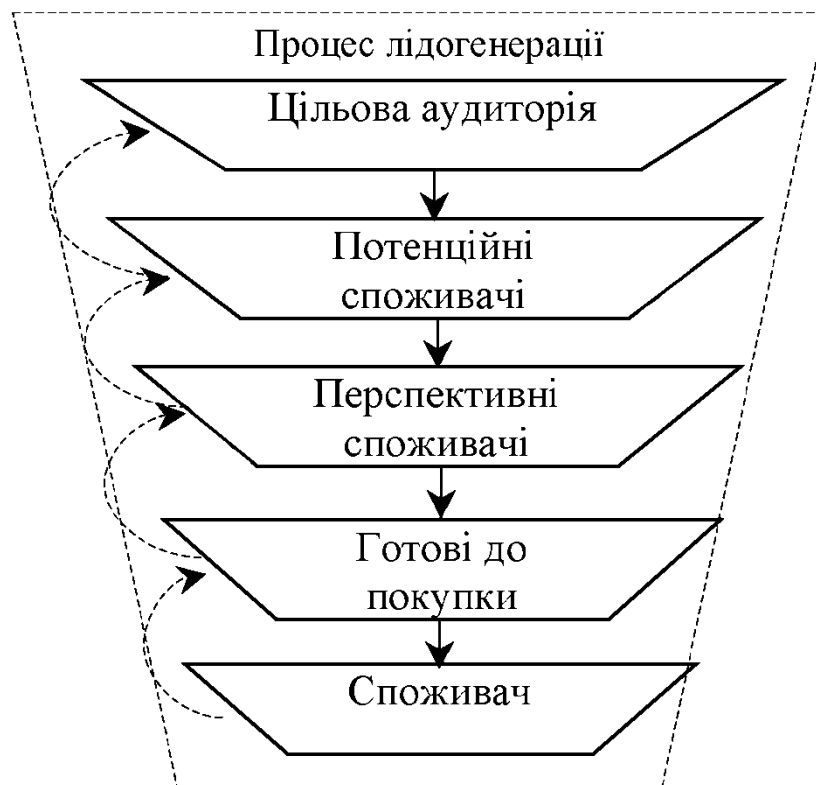 Процес лідогенерації
Цільова аудиторія
Потенційні
споживачі
Перспективні
споживачі
Готові до
покупки
Споживач